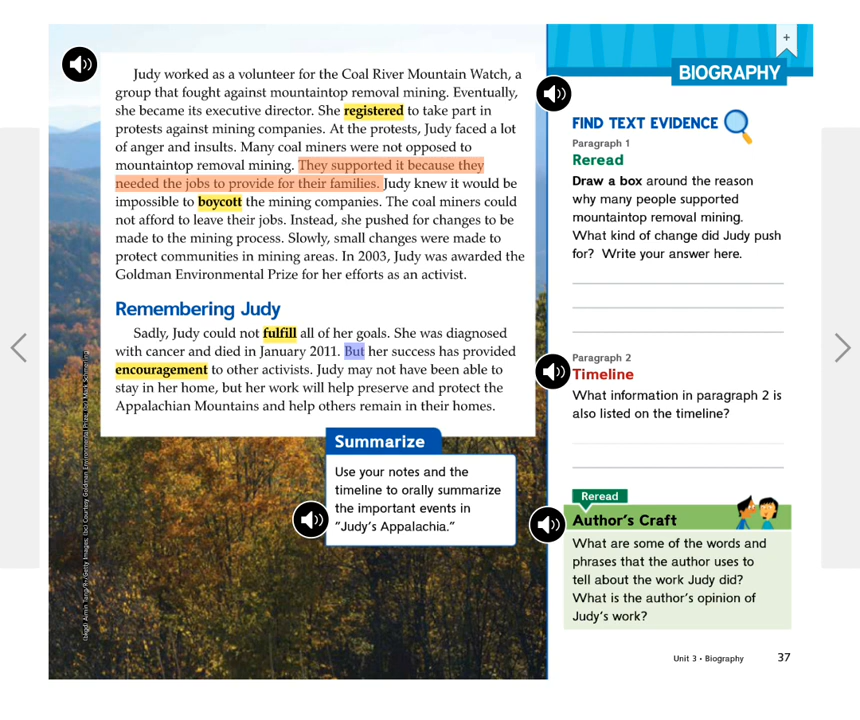 Judy worked as a volunteer for the Coal River Mountain Watch, a
group that fought against mountaintop removal mining. Eventually,
she became its executive director. She registered to take part in
protests against mining companies. At the protests, Judy faced a lot
of anger and insults. Many coal miners were not opposed to
mountaintop removal mining. They supported it because they
needed the jobs to provide for their families. Judy knew it would be
impossible to boycott the mining companies. The coal miners could
not afford to leave their jobs. Instead, she pushed for changes to be
made to the mining process. Slowly, small changes were made to
protect communities in mining areas. In 2003, Judy was awarded the
Goldman Environmental Prize for her efforts as an activist.
Remembering Judy
Sadly, Judy could not fulfill all of her goals. She was diagnosed
with cancer and died in January 2011. But her success has provided
encouragement to other activists. Judy may not have been able to
stay in her home, but her work will help preserve and protect the
Appalachian Mountains and help others remain in their homes.
Summarize
Use your notes and the
timeline to orally summarize
the important events in
"Judy's Appalachia."
+
BIOGRAPHY
FIND TEXT EVIDENCE
Paragraph 1
Reread
Draw a box around the reason
why many people supported
mountaintop removal mining.
What kind of change did Judy push
for? Write your answer here.
Paragraph 2
Timeline
What information in paragraph 2 is
also listed on the timeline?
Reread
Author's Craft
What are some of the words and
phrases that the author uses to
tell about the work Judy did?
What is the author's opinion of
Judy's work?
Unit 3 • Biography 37